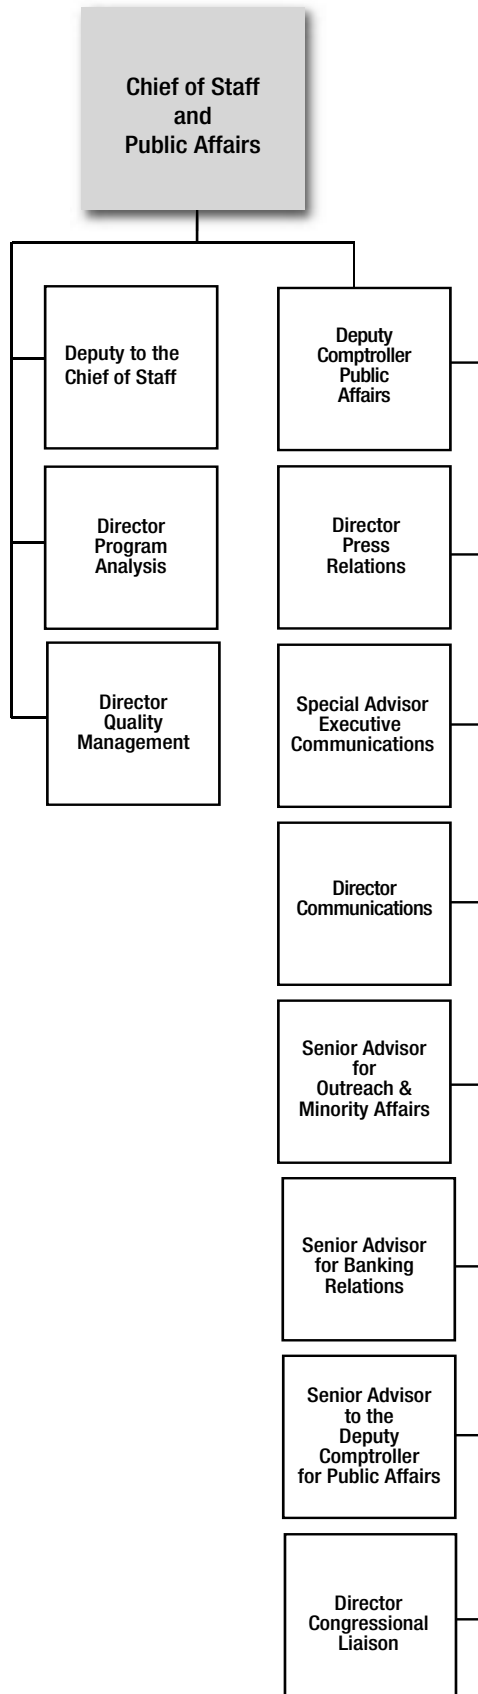 Chief of Staff
and
Public Affairs
Deputy to the
Chief of Staff
Director
Program
Analysis
Director
Quality
Management
Deputy
Comptroller
Public
Affairs
Director
Press
Relations
Special Advisor
Executive
Communications
Director
Communications
Senior Advisor
for
Outreach &
Minority Affairs
Senior Advisor
for Banking
Relations
Senior Advisor
to the
Deputy
Comptroller
for Public Affairs
Director
Congressional
Liaison